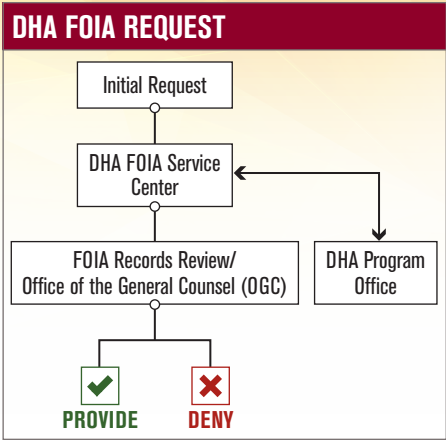 DHA FOIA REQUEST
Initial Request
DHA FOIA Service
Center
FOIA Records Review/
Office of the General Counsel (OGC)
DHA Program
Office
PROVIDE
DENY